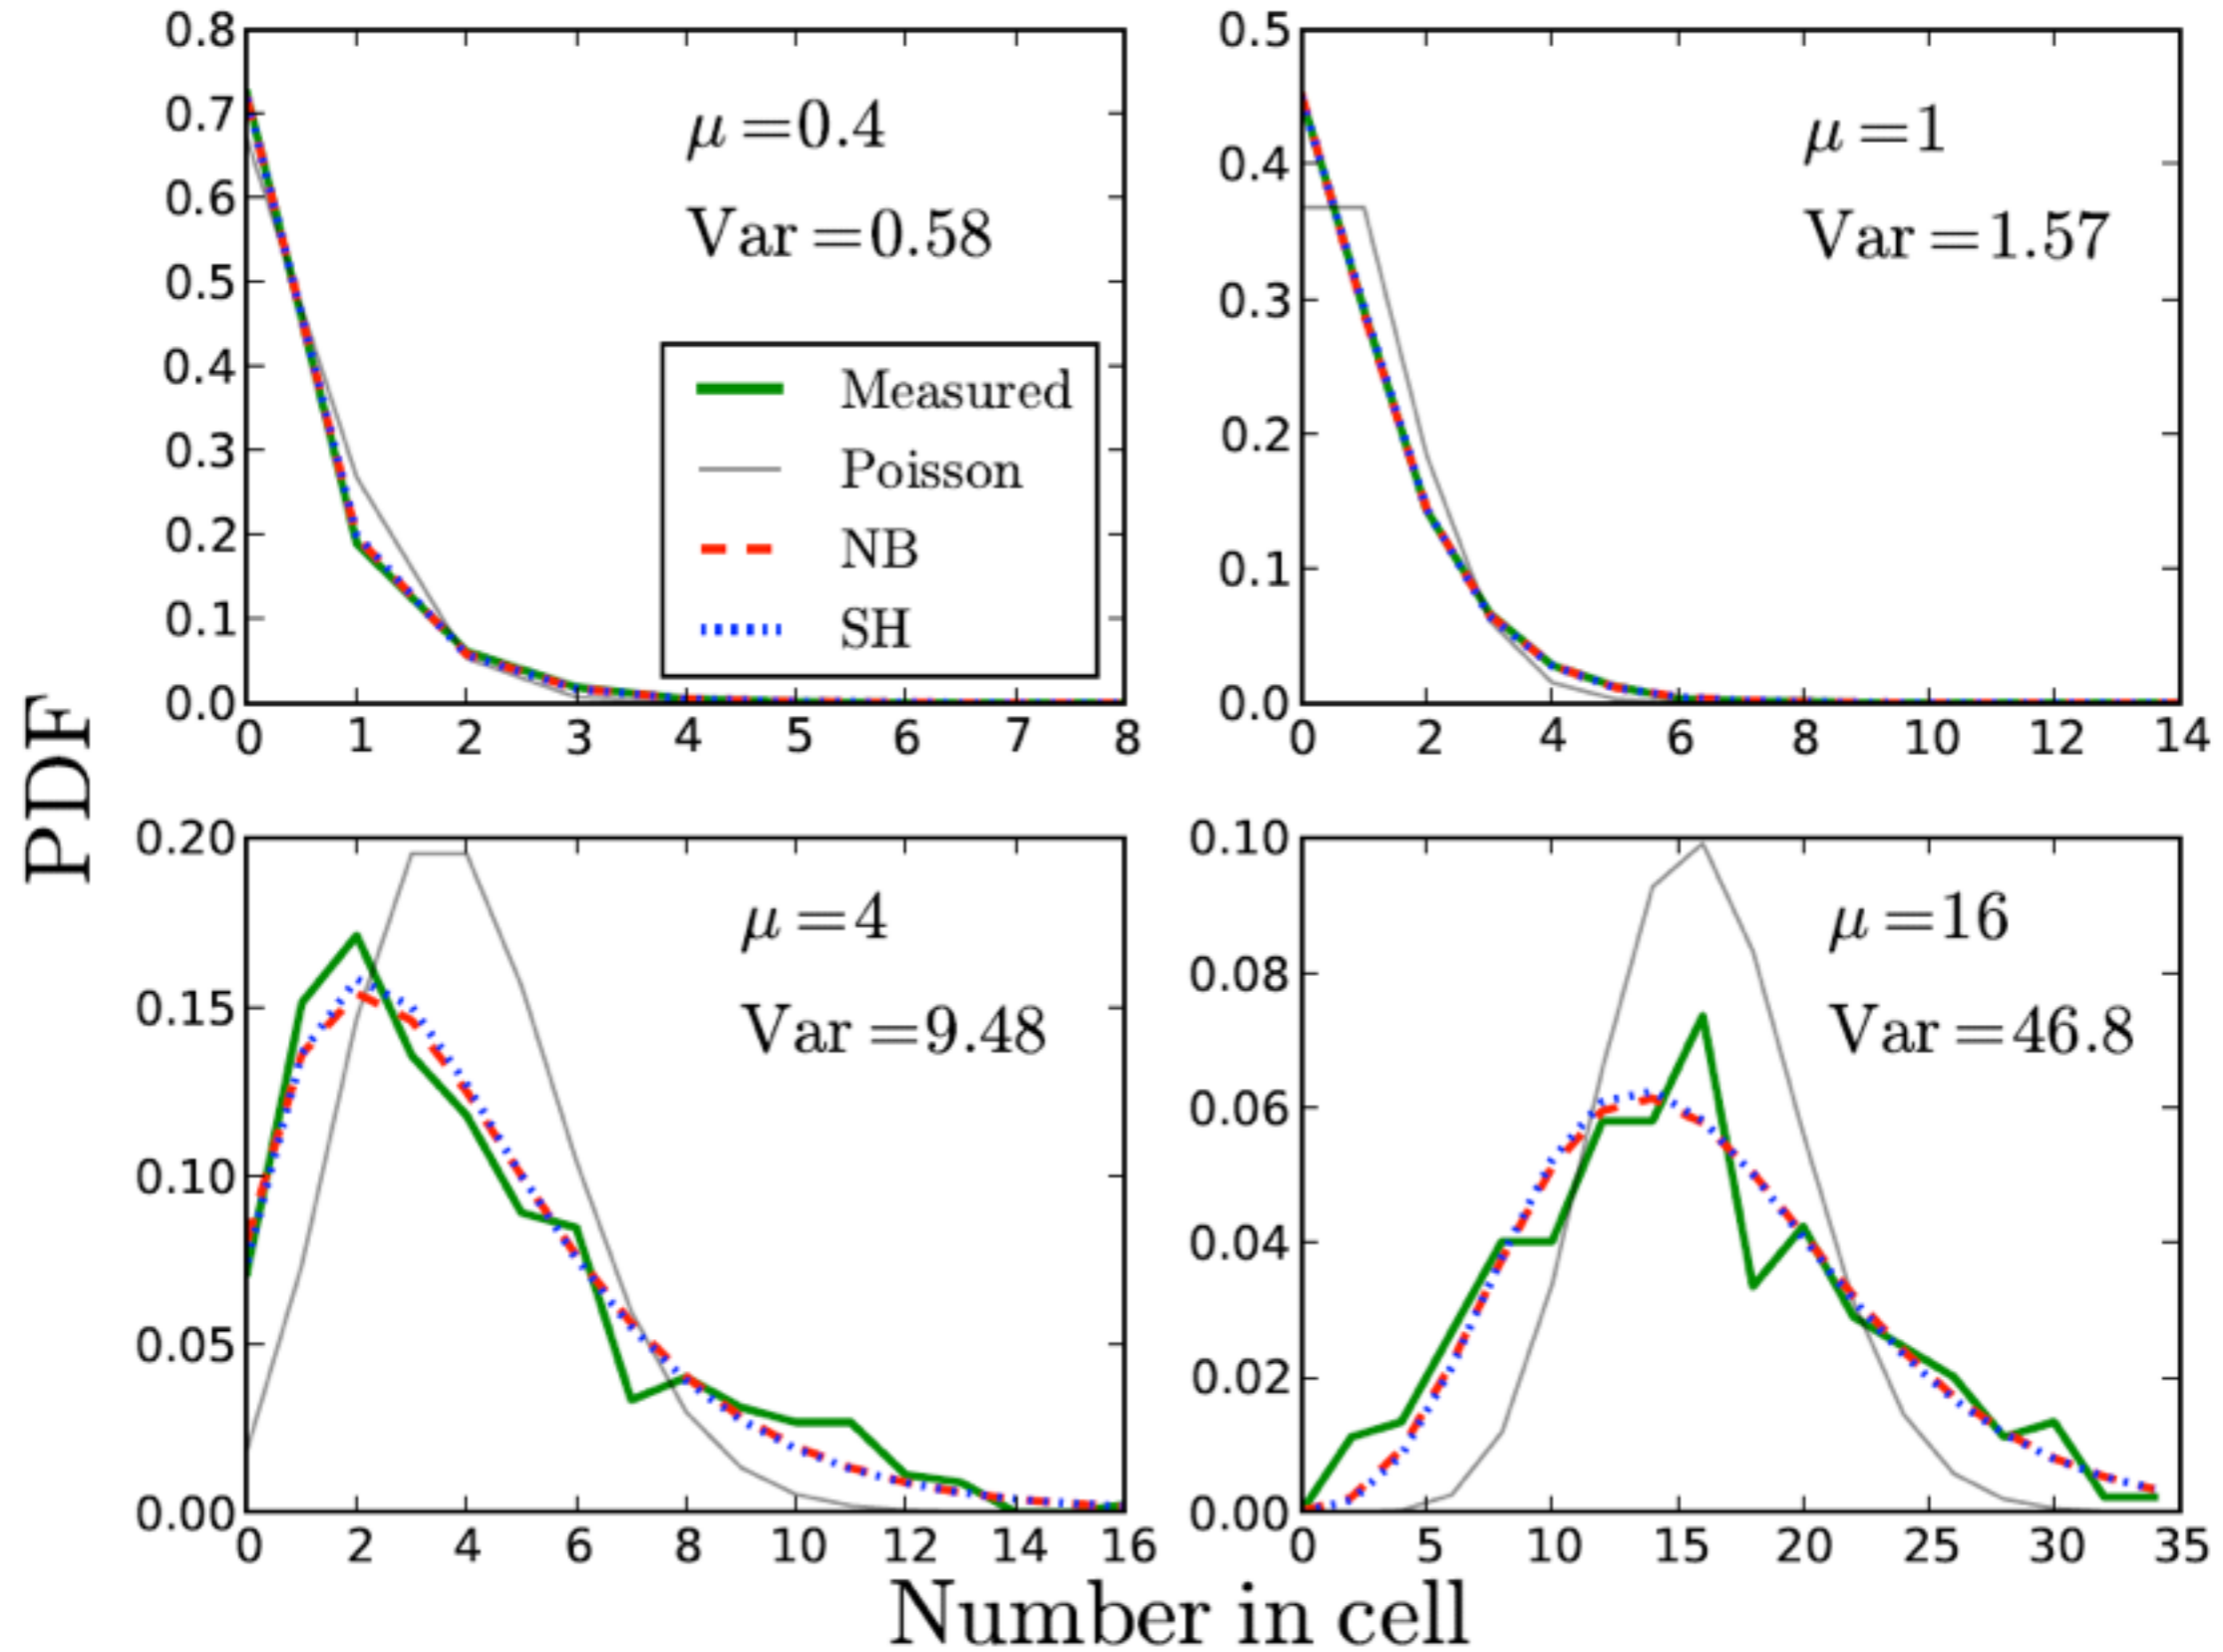 PDF
0.8
0.7
0.6
0.5
0.4
0.3
0.2
0.1
0.0
0 1 2 3 4 5 6 7 8
μ=0.4
Var=0.58
Measured
Poisson
NB
SH
0.5
0.4
0.3
0.2
0.1
0.0
0 2 4 6 8 10 12 14
μ=1
Var=1.57
0.20
0.15
0.10
0.05
0.00
0 2 4 6 8 10 12 14 16
μ=4
Var=9.48
0.10
0.08
0.06
0.04
0.02
0.00
0 5 10 15 20 25 30 35
μ=16
Var=46.8
Number in cell